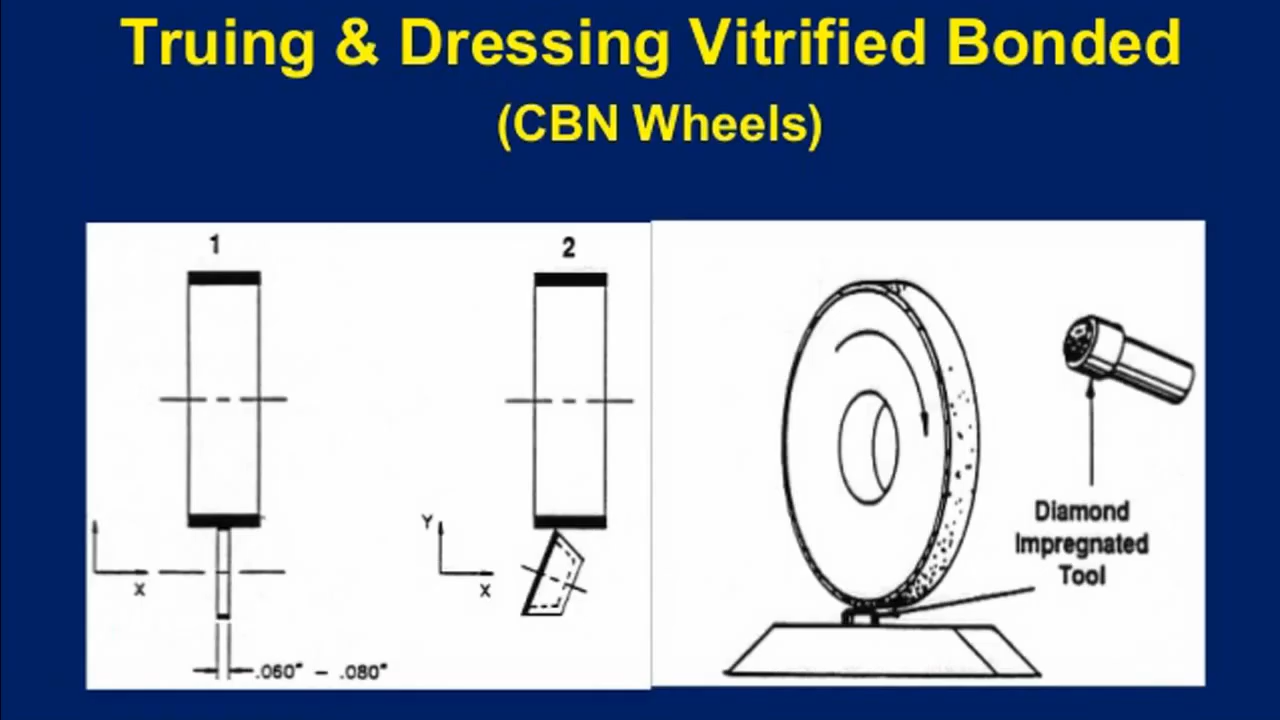 Truing & Dressing Vitrified Bonded
(CBN Wheels)
1
2
Y
X
X
.060" – .080"
Diamond
Impregnated
Tool